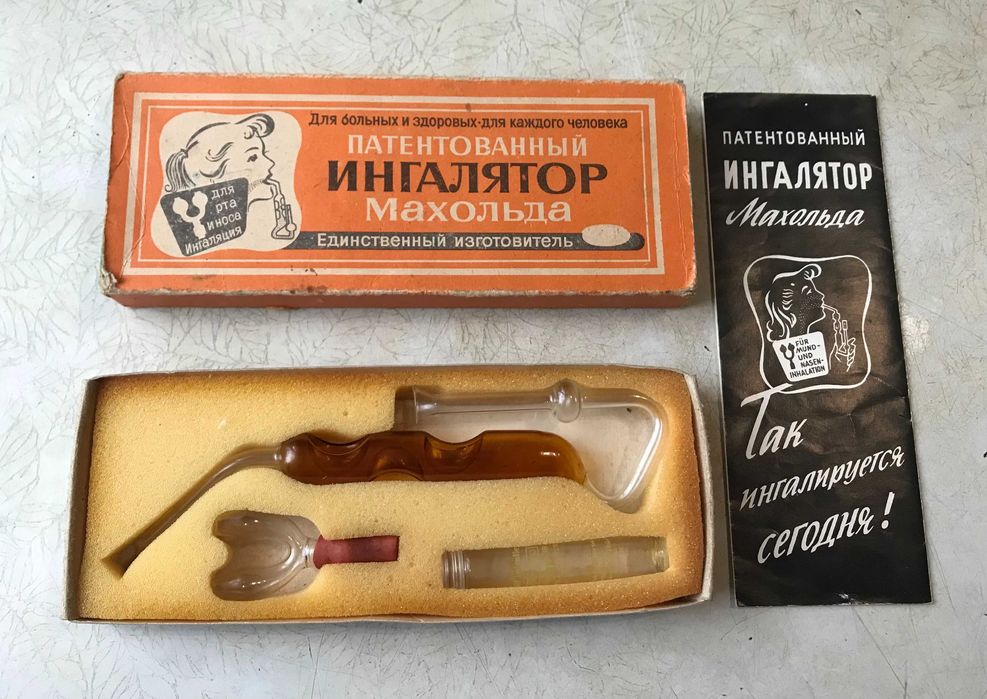 Для больных и здоровых-для каждого человека
ПАТЕНТОВАННЫЙ
ИНГАЛЯТОР
Махольда
Единственный изготовитель
для
рта
и носа
Ингаляция
ПАТЕНТОВАННЫЙ
ИНГАЛЯТОР
Махольда
FÜR
MUND-
UND
NASEN-
INHALATION
Так
ингалируется
сегодня!